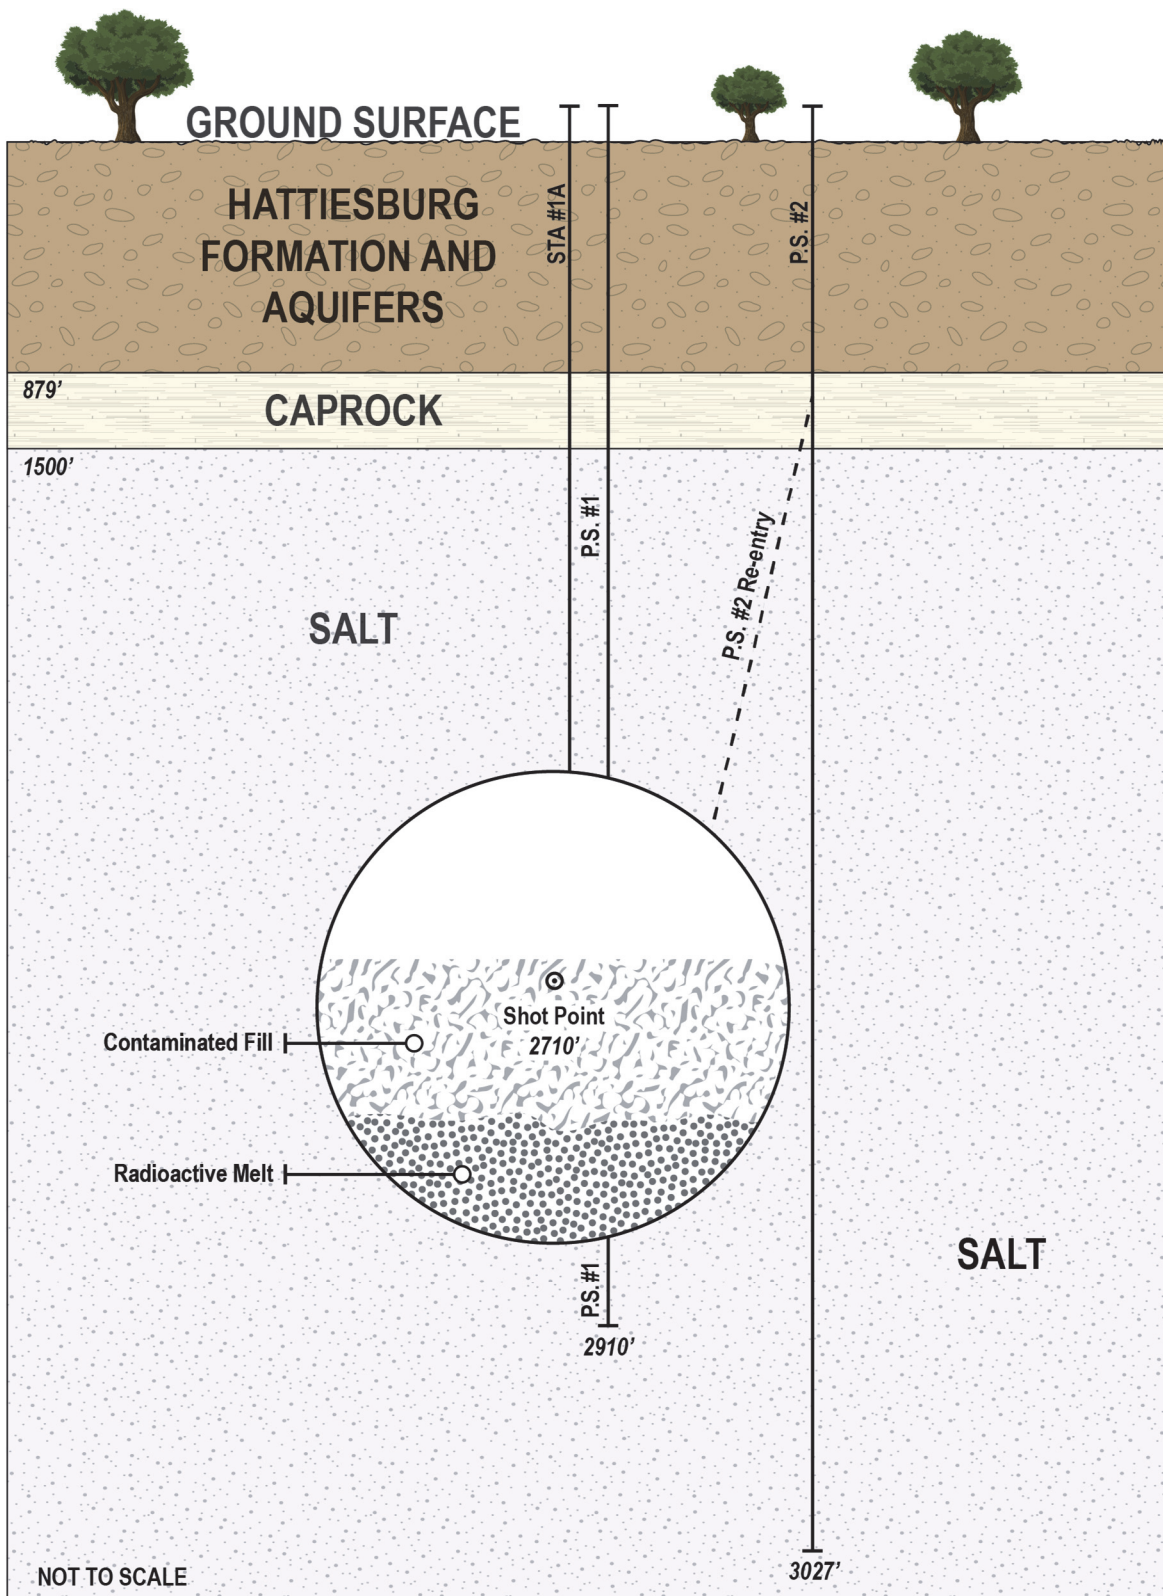 GROUND SURFACE
HATTIESBURG
FORMATION AND
AQUIFERS
STA #1A
P.S. #2
879’
CAPROCK
1500’
P.S. #1
P.S. #2 Re-entry
SALT
Shot Point
2710’
Contaminated Fill
Radioactive Melt
SALT
P.S. #1
2910’
3027’
NOT TO SCALE